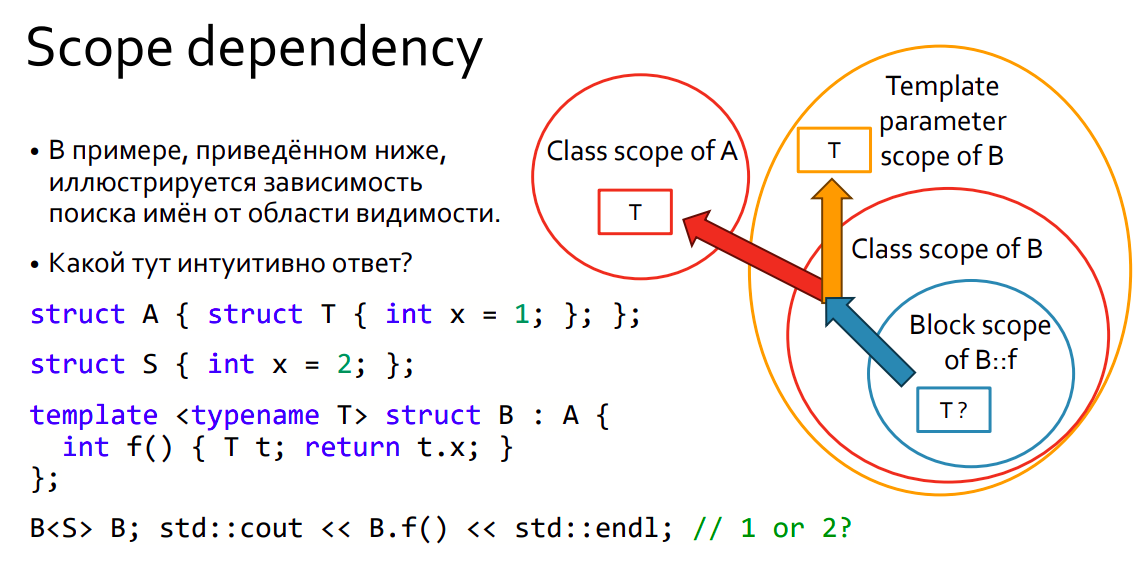 Scope dependency
• В примере, приведённом ниже,
иллюстрируется зависимость
поиска имён от области видимости.
• Какой тут интуитивно ответ?
struct A { struct T { int x = 1; }; };
struct S { int x = 2; };
template <typename T> struct B : A {
int f() { T t; return t.x; }
};
B<S> B; std::cout << B.f() << std::endl; // 1 or 2?
Class scope of A
T
Template
parameter
scope of B
T
Class scope of B
Block scope
of B::f
T ?